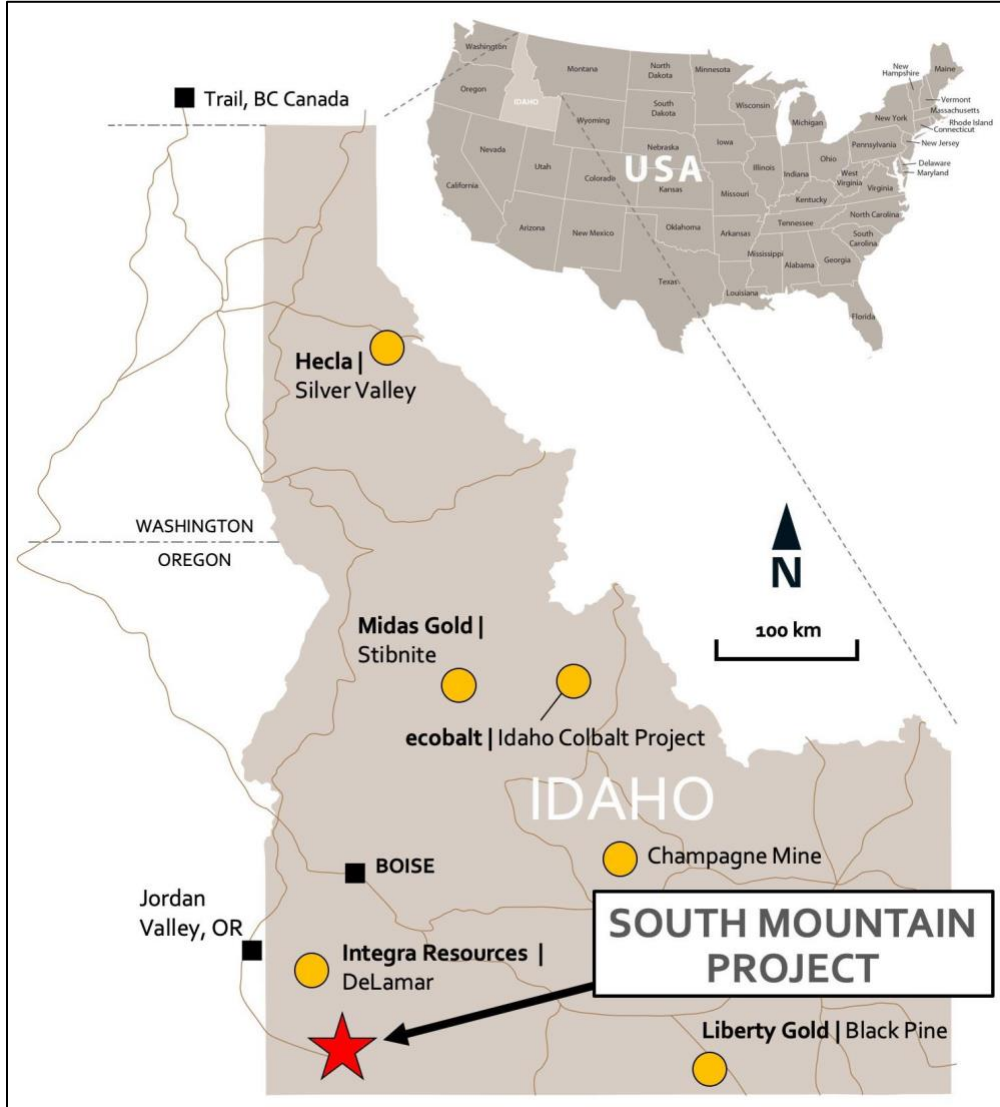 Washington
Oregon
California
Nevada
IDAHO
Montana
Wyoming
Utah
Arizona
Colorado
New Mexico
North
Dakota
South
Dakota
Nebraska
Kansas
Oklahoma
Texas
Minnesota
Iowa
Missouri
Arkansas
Louisiana
Wisconsin
Illinois
Michigan
Indiana
Ohio
Kentucky
Tennessee
Mississippi
Alabama
Georgia
Florida
South
Carolina
North Carolina
Virginia
West
Virginia
Pennsylvania
New York
Maine
New
Hampshire
Vermont
Massachusetts
Rhode Island
Connecticut
New Jersey
Delaware
Maryland
USA
Trail, BC Canada
Hecla |
Silver Valley
WASHINGTON
OREGON
N
100 km
Midas Gold |
Stibnite
ecobalt | Idaho Colbalt Project
IDAHO
Champagne Mine
BOISE
Jordan
Valley, OR
Integra Resources |
DeLamar
SOUTH MOUNTAIN
PROJECT
Liberty Gold | Black Pine